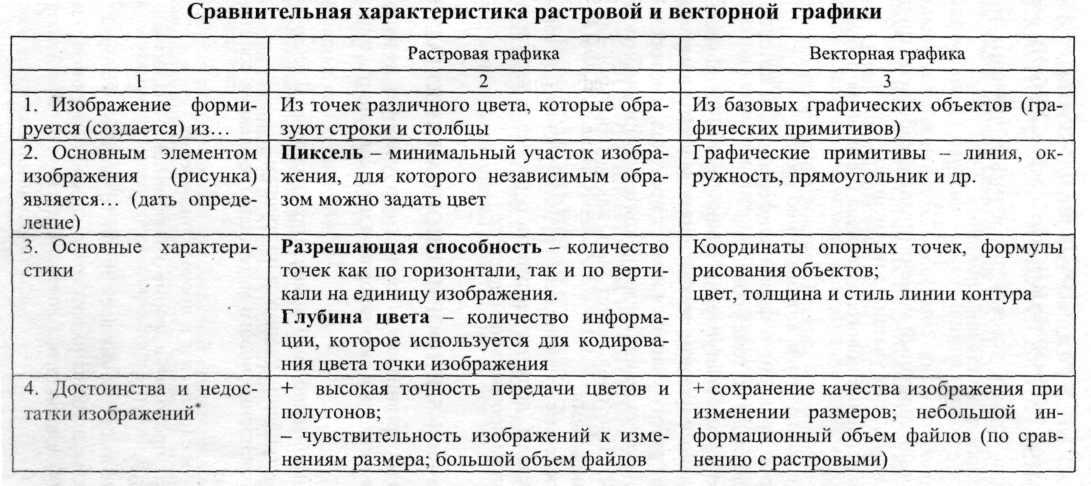 Сравнительная характеристика растровой и векторной графики
Растровая графика
Векторная графика
1
2
3
1. Изображение форми-
руется (создается) из...
Из точек различного цвета, которые обра-
зуют строки и столбцы
Из базовых графических объектов (гра-
фических примитивов)
2. Основным элементом
изображения (рисунка)
является... (дать опреде-
ление)
Пиксель – минимальный участок изобра-
жения, для которого независимым обра-
зом можно задать цвет
Графические примитивы – линия, ок-
ружность, прямоугольник и др.
3. Основные характери-
стики
Разрешающая способность – количество
точек как по горизонтали, так и по верти-
кали на единицу изображения.
Глубина цвета – количество информа-
ции, которое используется для кодирова-
ния цвета точки изображения
Координаты опорных точек, формулы
рисования объектов;
цвет, толщина и стиль линии контура
4. Достоинства и недос-
татки изображений*
+ высокая точность передачи цветов и
полутонов;
– чувствительность изображений к изме-
нениям размера; большой объем файлов
+ сохранение качества изображения при
изменении размеров; небольшой ин-
формационный объем файлов (по срав-
нению с растровыми)